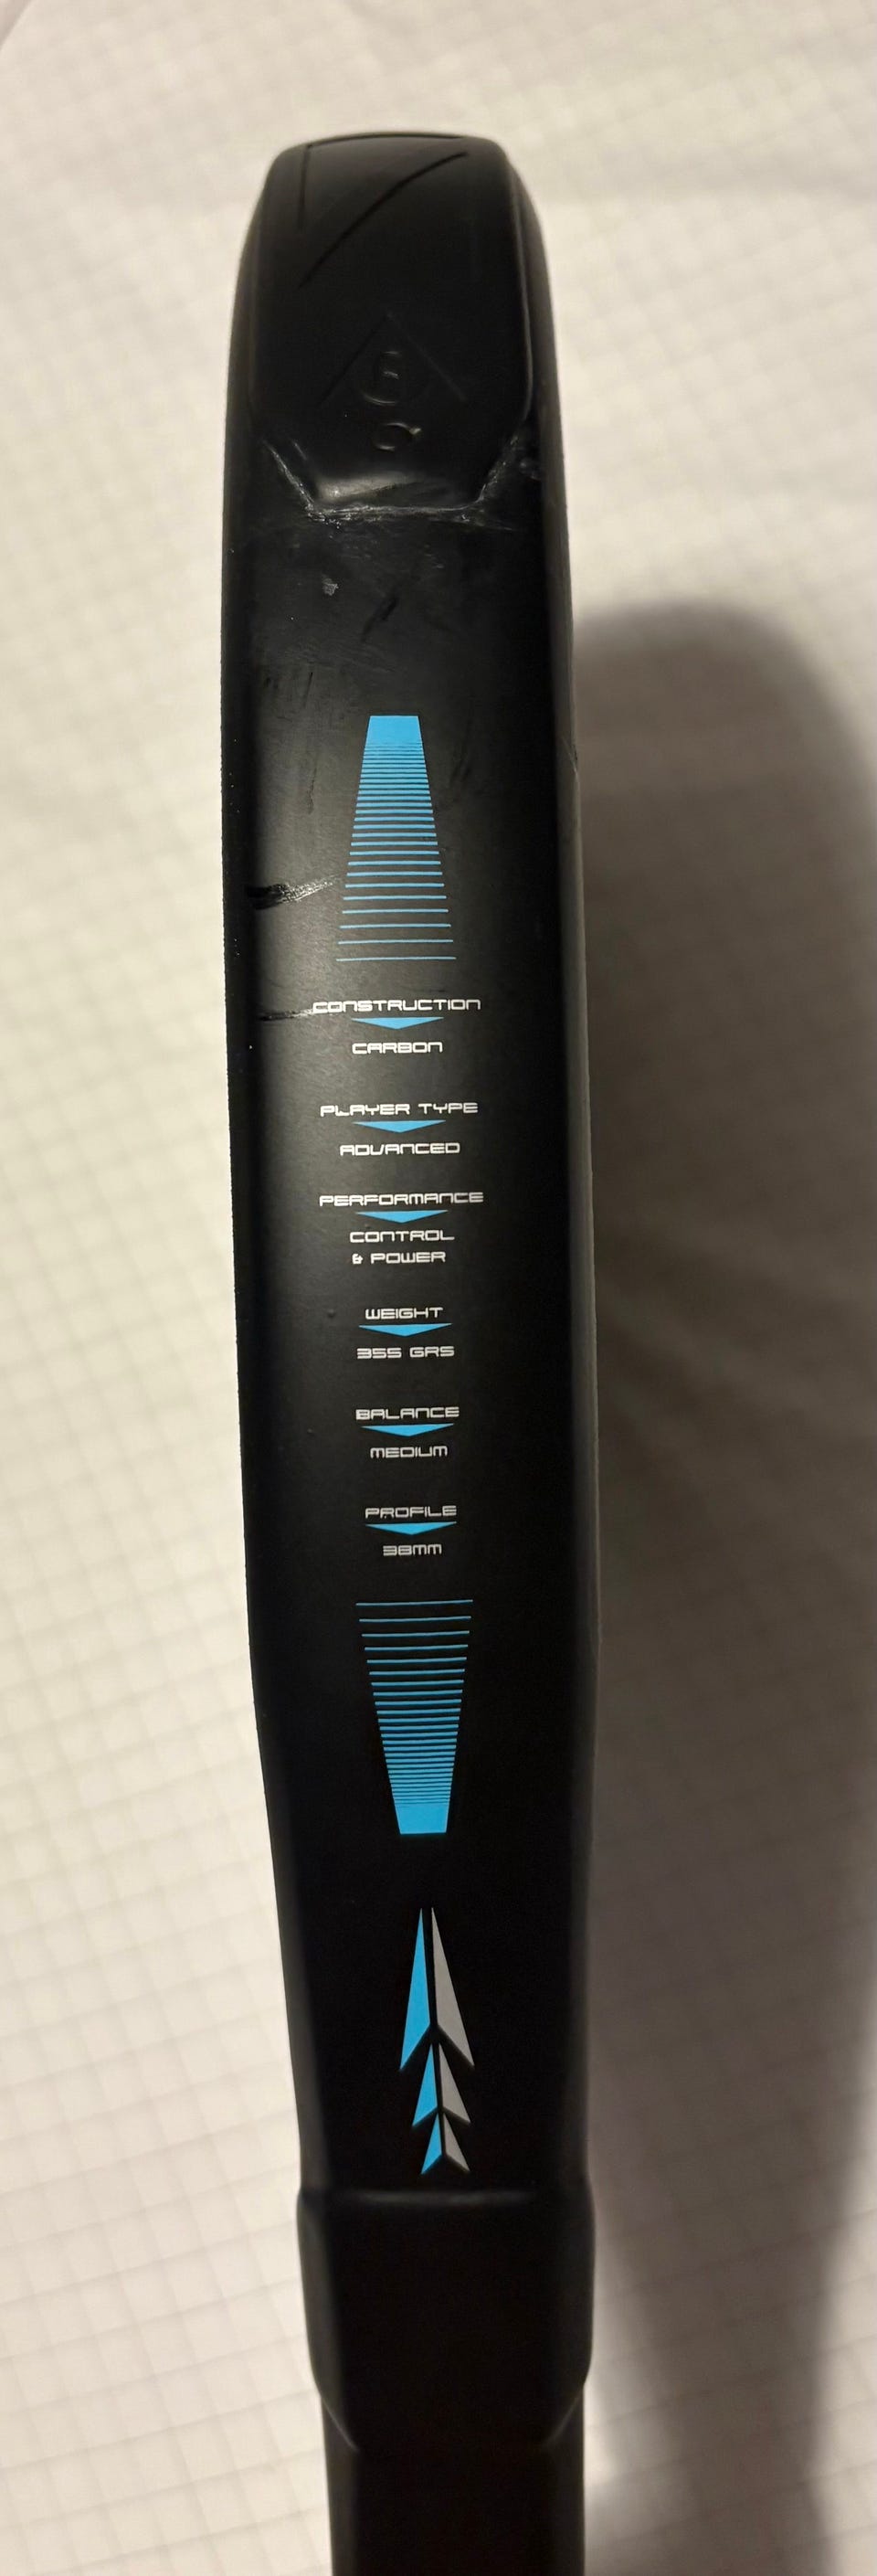 CONSTRUCTION
CARBON
PLAYER TYPE
ADVANCED
PERFORMANCE
CONTROL
& POWER
WEIGHT
355 GRS
BALANCE
MEDIUM
PROFILE
38MM